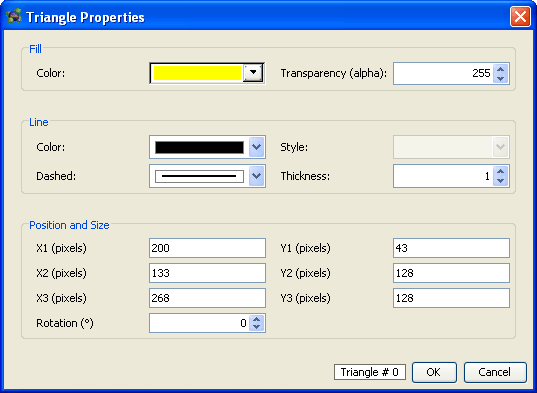 Triangle Properties
Fill
Color: Transparency (alpha): 255
Line
Color: Style:
Dashed: Thickness: 1
Position and Size
X1 (pixels) 200 Y1 (pixels) 43
X2 (pixels) 133 Y2 (pixels) 128
X3 (pixels) 268 Y3 (pixels) 128
Rotation (°) 0
Triangle # 0 OK Cancel